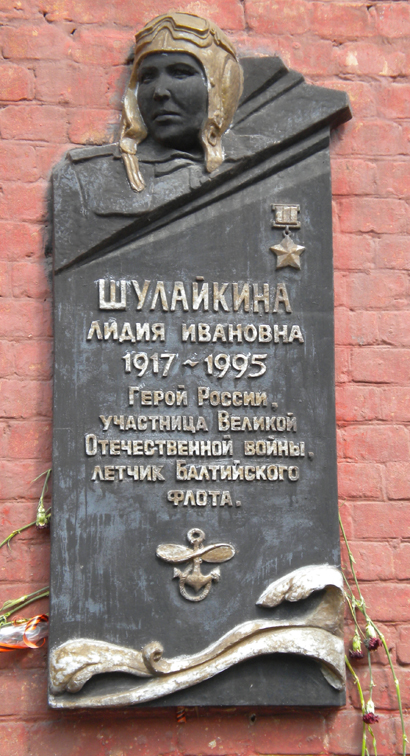 ШУЛАЙКИНА
ЛИДИЯ ИВАНОВНА
1917~1995
ГЕРОЙ РОССИИ,
УЧАСТНИЦА ВЕЛИКОЙ
ОТЕЧЕСТВЕННОЙ ВОЙНЫ,
ЛЕТЧИК БАЛТИЙСКОГО
ФЛОТА.